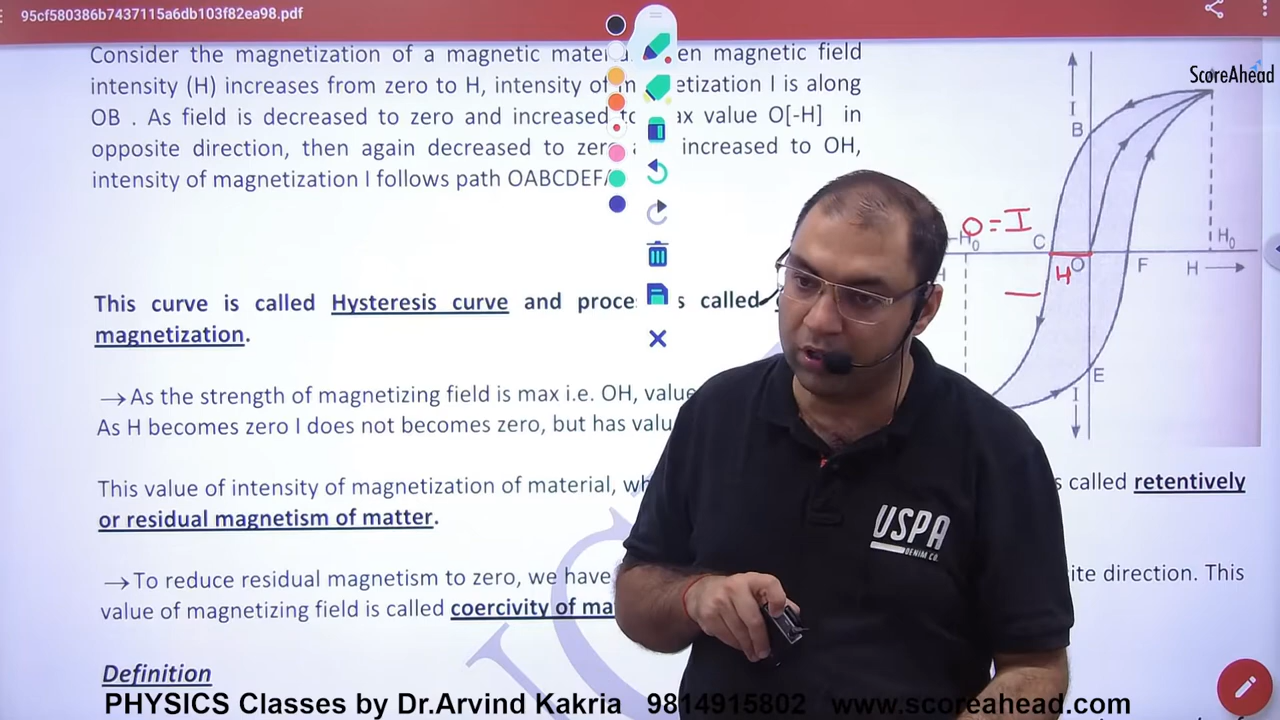 95cf580386b7437115a6db103f82ea98.pdf
ScoreAhead
Consider the magnetization of a magnetic en magnetic field
intensity (H) increases from zero to H, intensity of etization I is along
OB . As field is decreased to zero and increased ax value O[-H] in
opposite direction, then again decreased to increased to OH,
intensity of magnetization I follows path OABCDEF
I
B
O=I
-H₀
C
H
O
F
H
H₀
E
I
This curve is called Hysteresis curve and s called
magnetization.
→ As the strength of magnetizing field is max i.e. OH, value
As H becomes zero I does not becomes zero, but has
This value of intensity of magnetization of material, s called retentively
or residual magnetism of matter.
→ To reduce residual magnetism to zero, we have ite direction. This
value of magnetizing field is called coercivity of
USPA
DENIM CO.
Definition
PHYSICS Classes by Dr.Arvind Kakria 9814915802 www.scoreahead.com